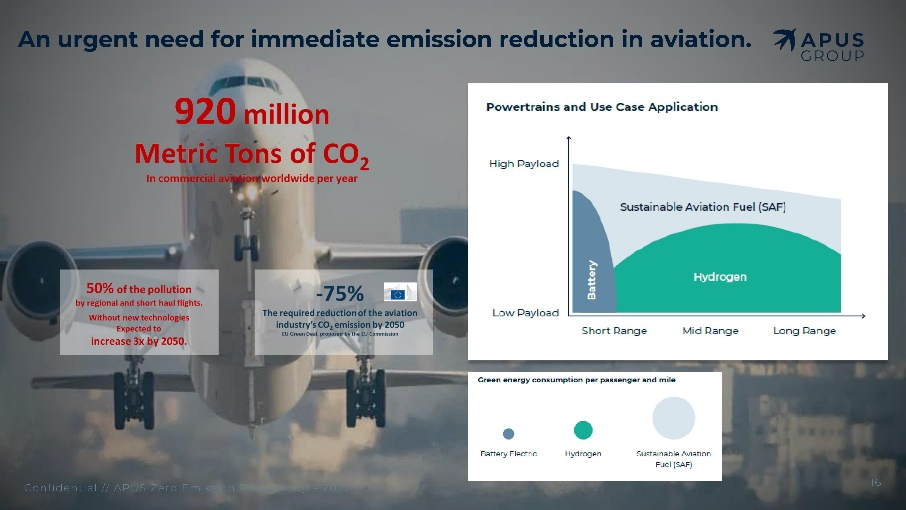 An urgent need for immediate emission reduction in aviation.
APUS
GROUP
920 million
Metric Tons of CO2
In commercial aviation worldwide per year
50% of the pollution
by regional and short haul flights.
Without new technologies
Expected to
increase 3x by 2050.
-75%
The required reduction of the aviation
industry's CO2 emission by 2050
EU Green Deal, proposed by the EU Commission
Powertrains and Use Case Application
High Payload
Sustainable Aviation Fuel (SAF)
Battery
Hydrogen
Low Payload
Short Range Mid Range Long Range
Green energy consumption per passenger and mile
Battery Electric Hydrogen Sustainable Aviation
Fuel (SAF)
Confidential // APUS Zero Emission
16